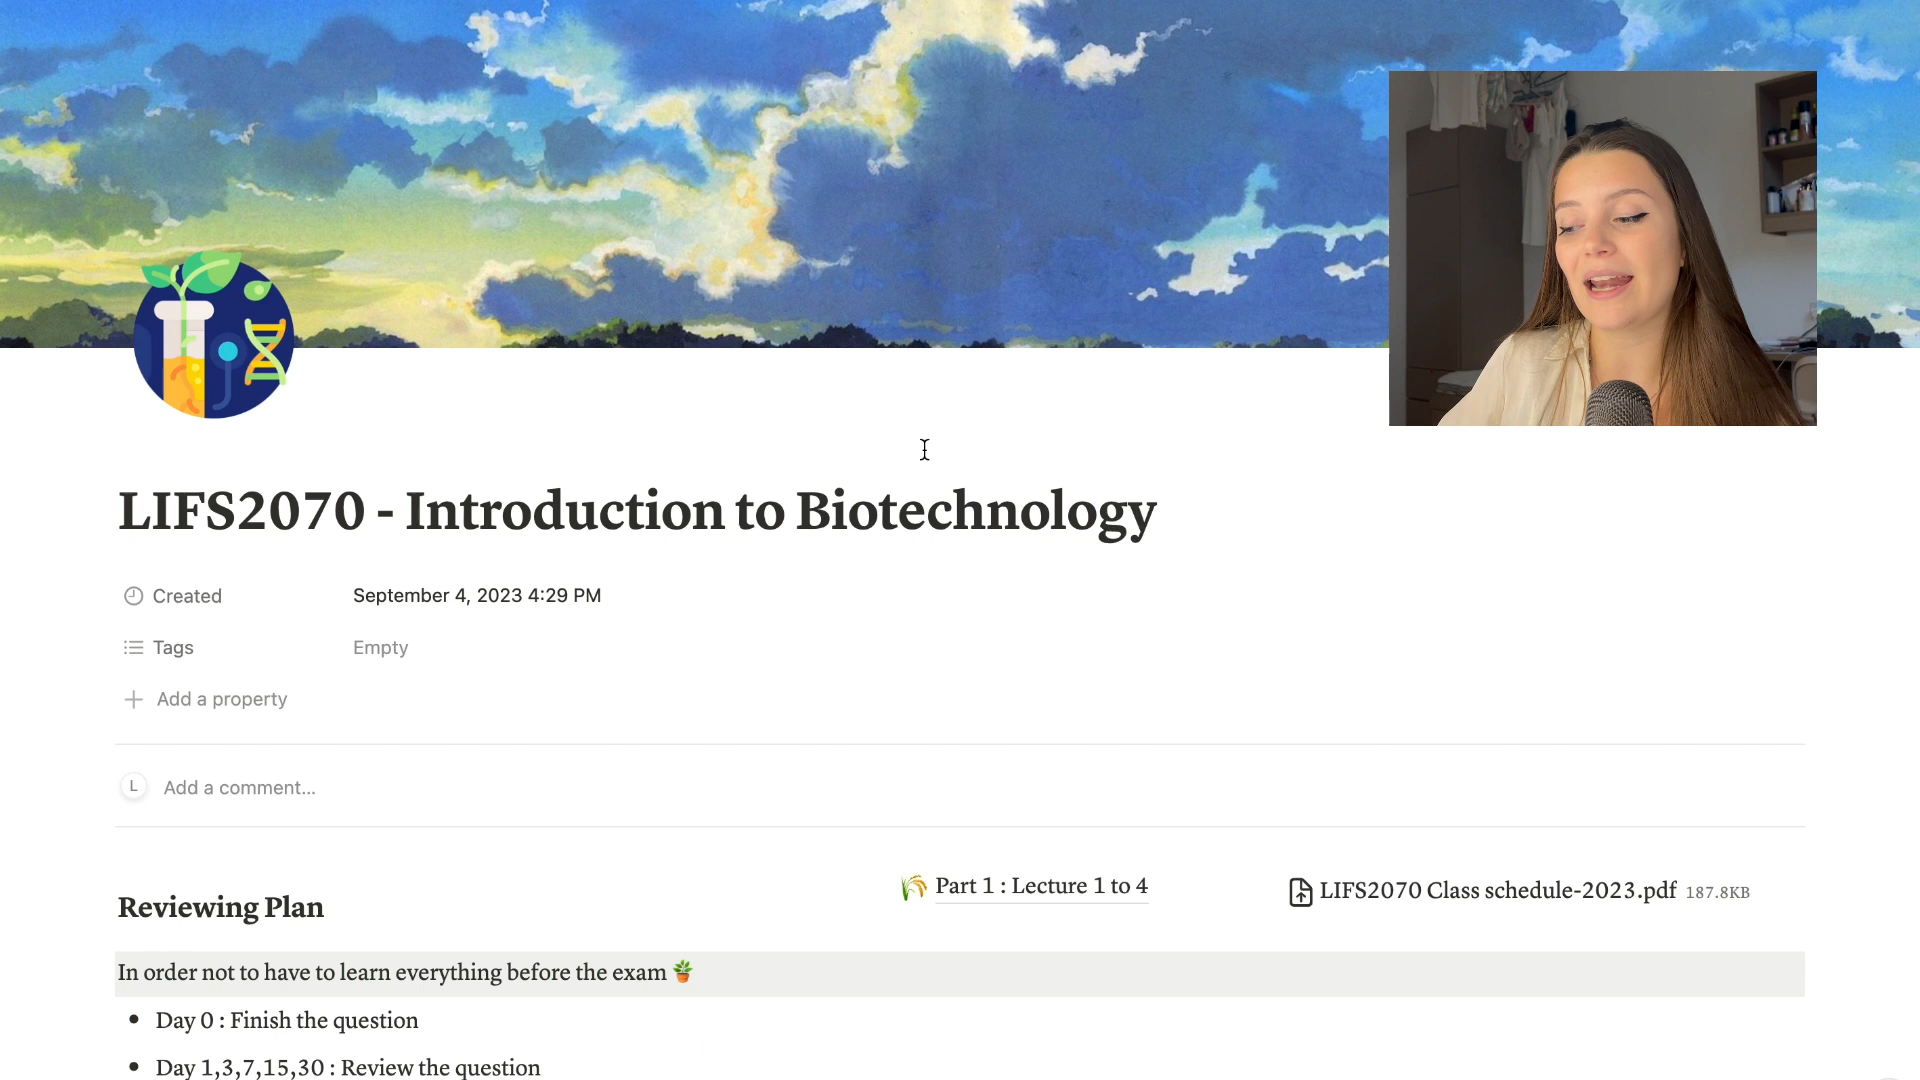 LIFS2070 - Introduction to Biotechnology
Created September 4, 2023 4:29 PM
Tags Empty
Add a property
L Add a comment...
Reviewing Plan
Part 1 : Lecture 1 to 4
LIFS2070 Class schedule-2023.pdf 187.8KB
In order not to have to learn everything before the exam
Day 0 : Finish the question
Day 1,3,7,15,30 : Review the question